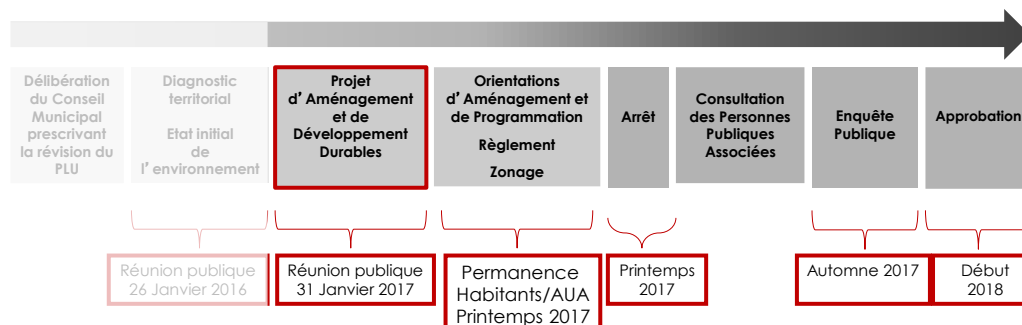 Délibération
du Conseil
Municipal
prescrivant
la révision du
PLU
Diagnostic
territorial
Etat initial
de
l'environnement
Projet
d'Aménagement
et de
Développement
Durables
Orientations
d'Aménagement et
de Programmation
Règlement
Zonage
Arrêt
Consultation
des Personnes
Publiques
Associées
Enquête
Publique
Approbation
Réunion publique
26 Janvier 2016
Réunion publique
31 Janvier 2017
Permanence
Habitants/AUA
Printemps 2017
Printemps
2017
Automne 2017
Début
2018